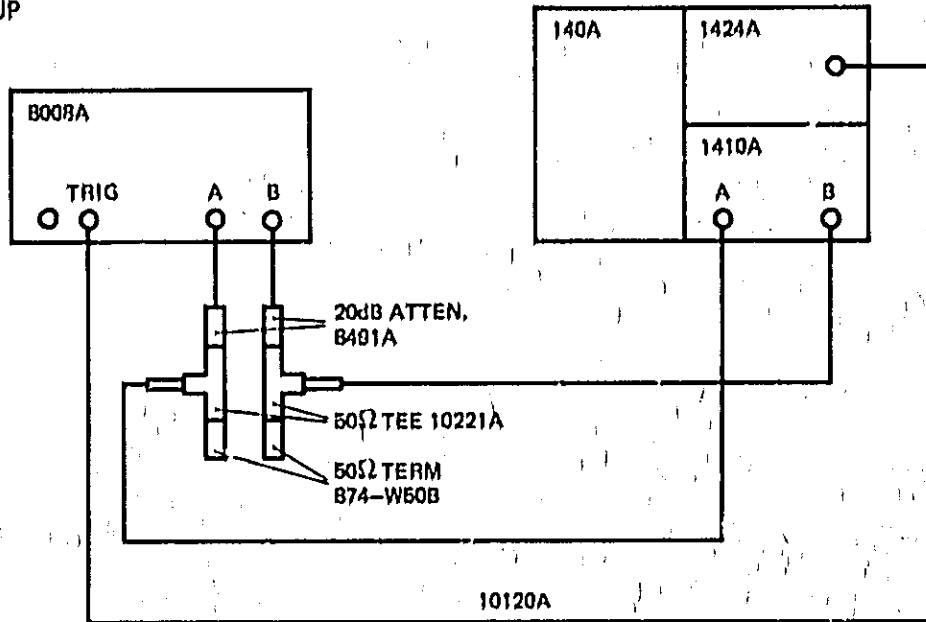 UP
140A
1424A
8008A
1410A
TRIG
A
B
A
B
20dB ATTEN,
8491A
50Ω TEE 10221A
50Ω TERM
874–W50B
10120A